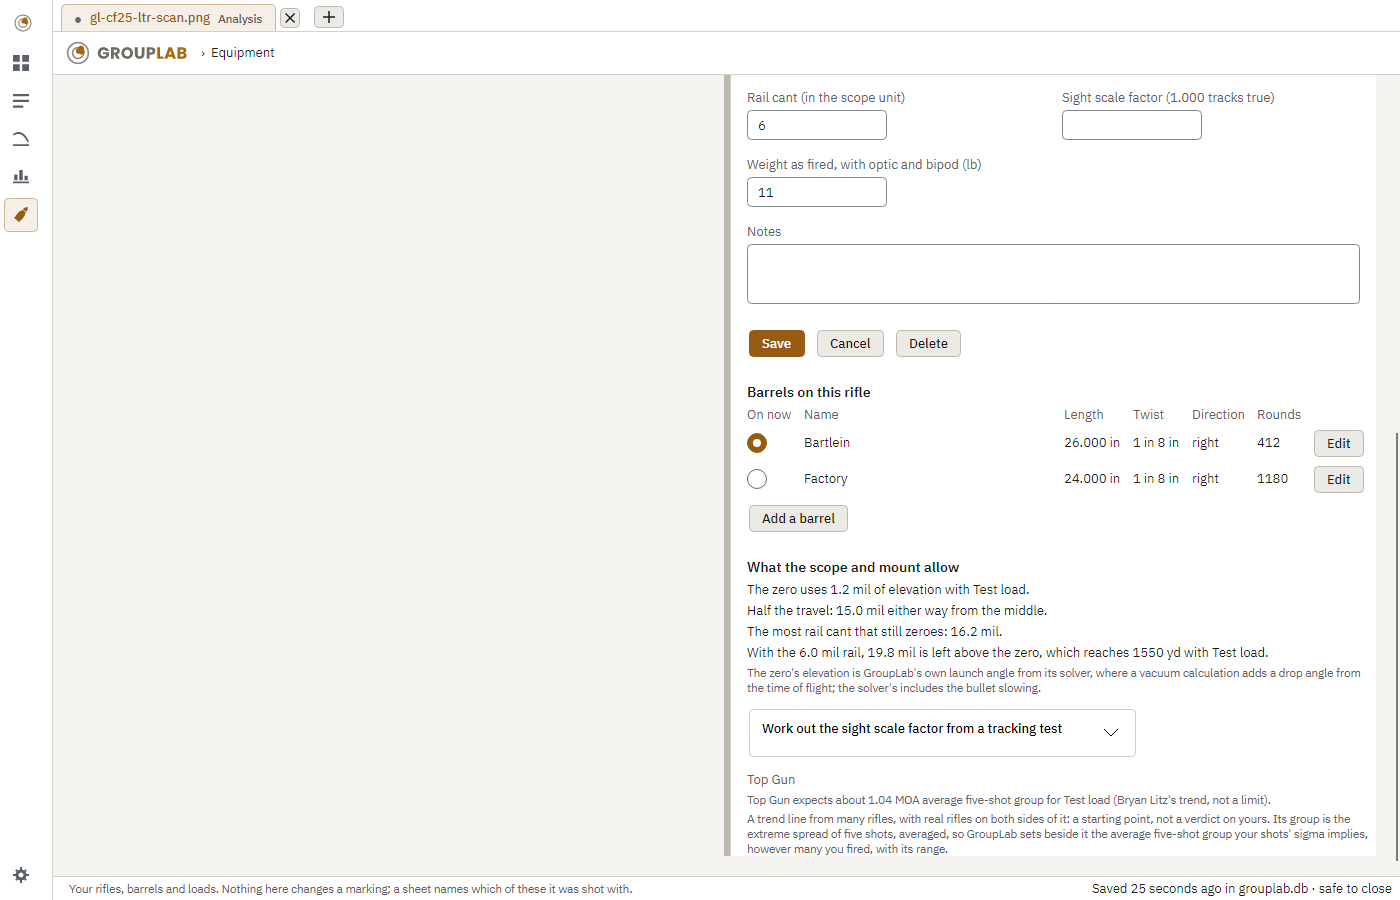 gl-cf25-ltr-scan.png Analysis
GROUPLAB › Equipment
Rail cant (in the scope unit)
Sight scale factor (1.000 tracks true)
6
Weight as fired, with optic and bipod (lb)
11
Notes
Save Cancel Delete
Barrels on this rifle
On now Name Length Twist Direction Rounds
Bartlein 26.000 in 1 in 8 in right 412 Edit
Factory 24.000 in 1 in 8 in right 1180 Edit
Add a barrel
What the scope and mount allow
The zero uses 1.2 mil of elevation with Test load.
Half the travel: 15.0 mil either way from the middle.
The most rail cant that still zeroes: 16.2 mil.
With the 6.0 mil rail, 19.8 mil is left above the zero, which reaches 1550 yd with Test load.
The zero's elevation is GroupLab's own launch angle from its solver, where a vacuum calculation adds a drop angle from
the time of flight; the solver's includes the bullet slowing.
Work out the sight scale factor from a tracking test
Top Gun
Top Gun expects about 1.04 MOA average five-shot group for Test load (Bryan Litz's trend, not a limit).
A trend line from many rifles, with real rifles on both sides of it: a starting point, not a verdict on yours. Its group is the
extreme spread of five shots, averaged, so GroupLab sets beside it the average five-shot group your shots' sigma implies,
however many you fired, with its range.
Your rifles, barrels and loads. Nothing here changes a marking; a sheet names which of these it was shot with.
Saved 25 seconds ago in grouplab.db · safe to close